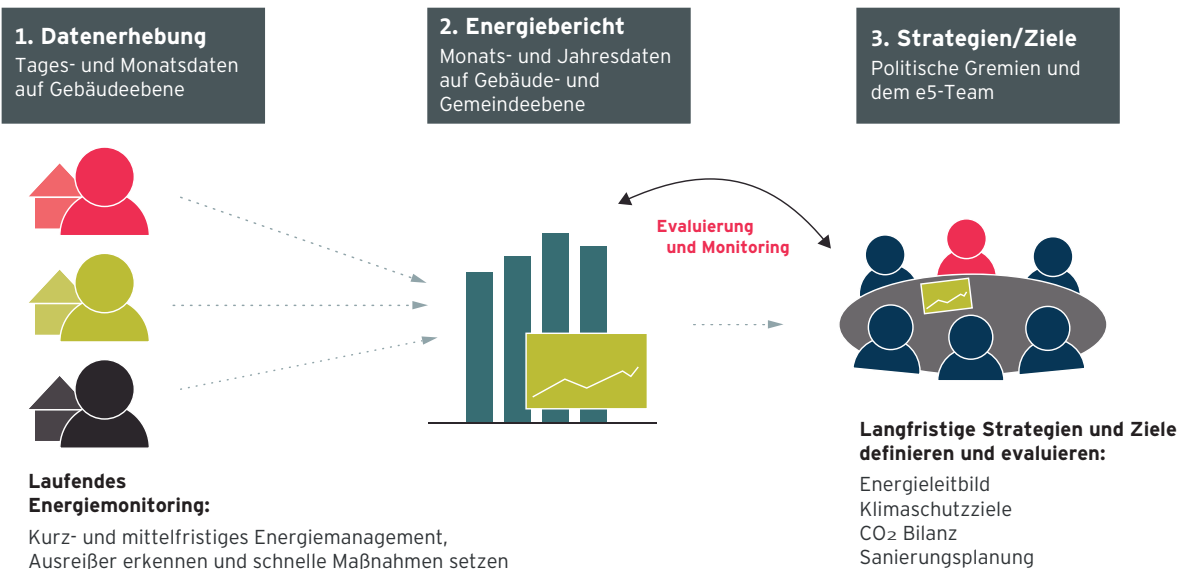 1. Datenerhebung
Tages- und Monatsdaten
auf Gebäudeebene
2. Energiebericht
Monats- und Jahresdaten
auf Gebäude- und
Gemeindeebene
3. Strategien/Ziele
Politische Gremien und
dem e5-Team
Evaluierung
und Monitoring
Laufendes
Energiemonitoring:
Kurz- und mittelfristiges Energiemanagement,
Ausreißer erkennen und schnelle Maßnahmen setzen
Langfristige Strategien und Ziele
definieren und evaluieren:
Energieleitbild
Klimaschutzziele
CO₂ Bilanz
Sanierungsplanung